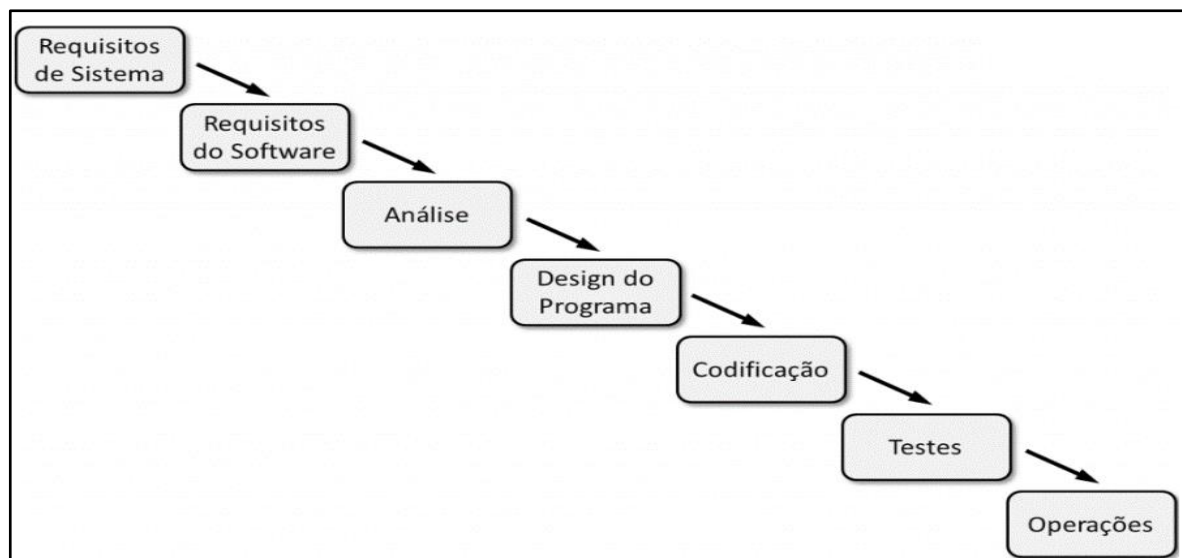 Requisitos
de Sistema
Requisitos
do Software
Análise
Design do
Programa
Codificação
Testes
Operações